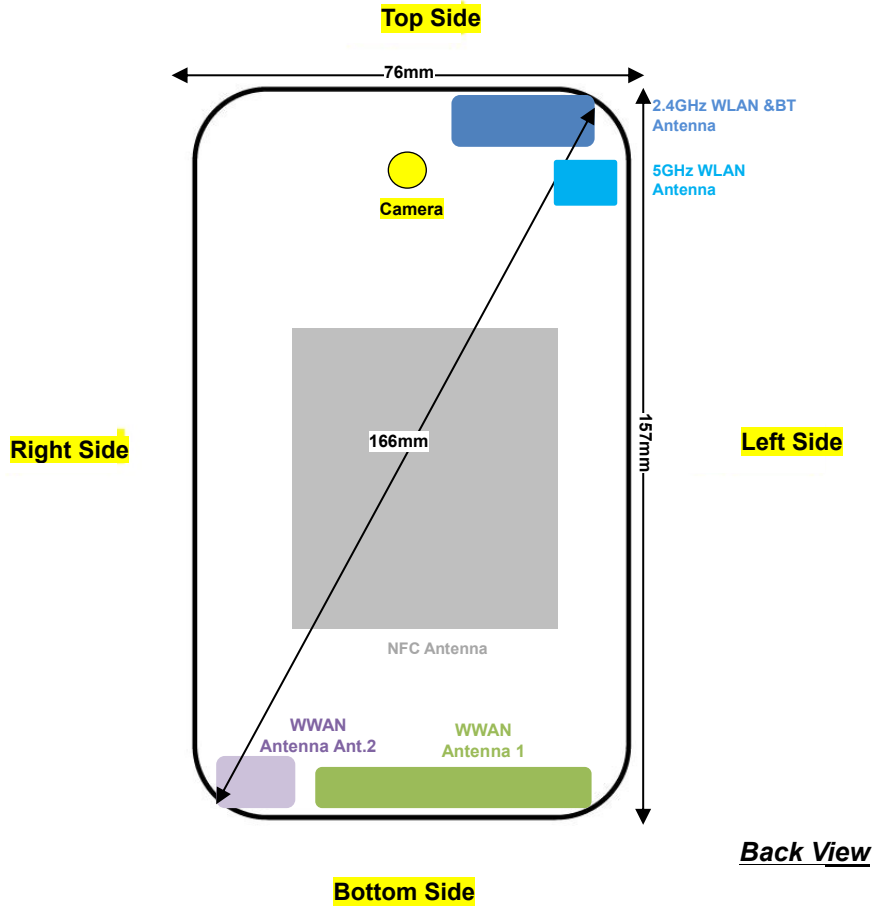 Top Side
76mm
2.4GHz WLAN &BT
Antenna
5GHz WLAN
Antenna
Camera
166mm
157mm
Right Side
Left Side
NFC Antenna
WWAN
Antenna Ant.2
WWAN
Antenna 1
Back View
Bottom Side